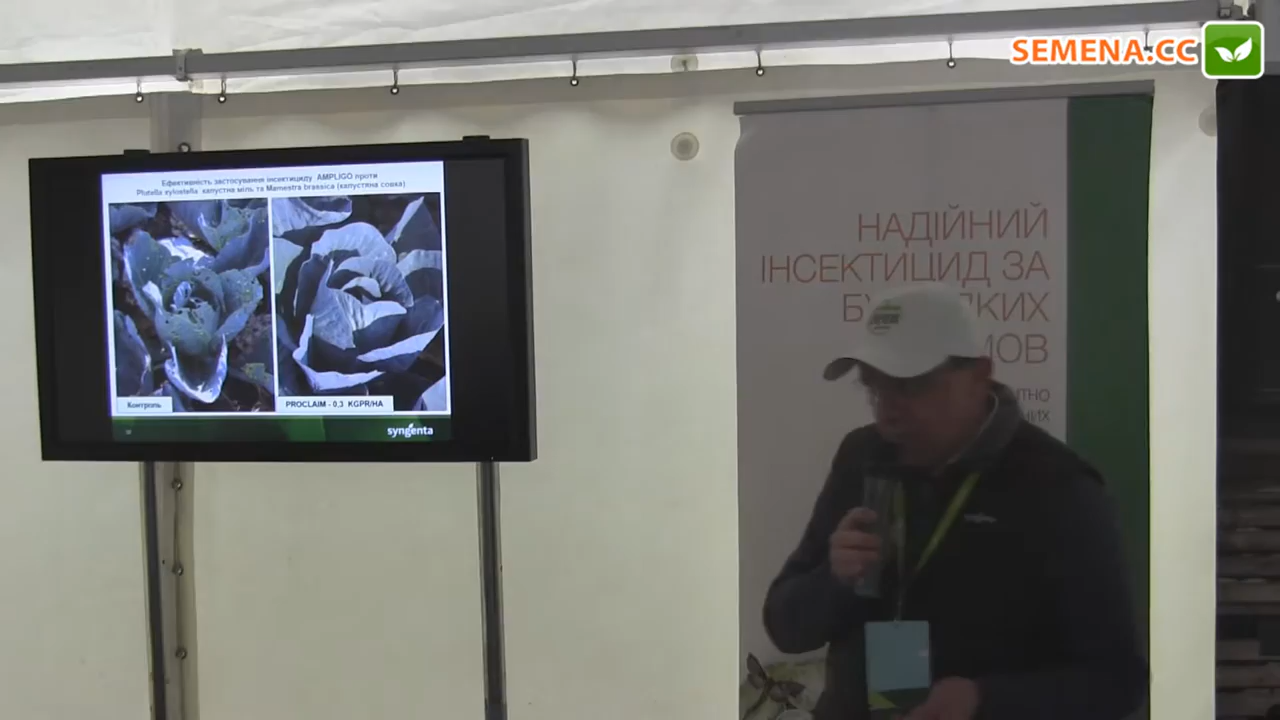 SEMENA.CC
Ефективність застосування інсектициду AMPLIGO проти
Plutella xylostella капустна міль та Mamestra brassica (капустяна совка)
Контроль
PROCLAIM - 0,3 KGPR/HA
syngenta
НАДІЙНИЙ
ІНСЕКТИЦИД ЗА